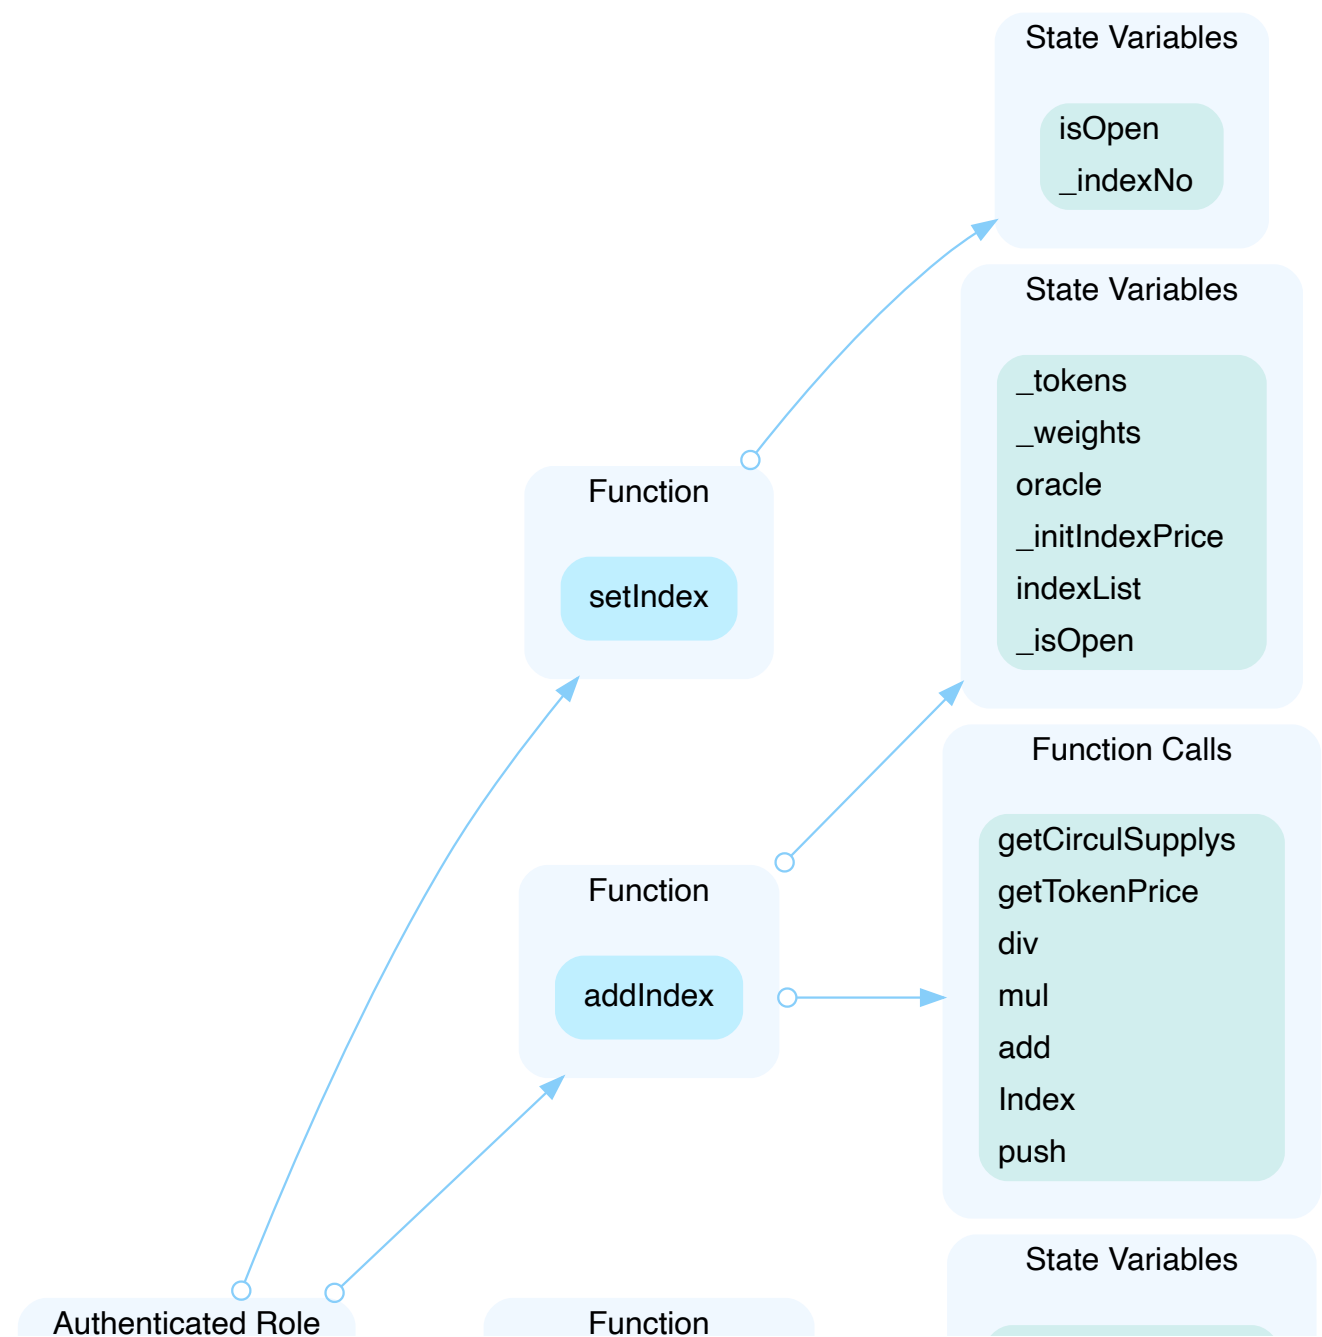 State Variables
isOpen
_indexNo
State Variables
_tokens
_weights
oracle
_initIndexPrice
indexList
_isOpen
Function
setIndex
Function Calls
getCirculSupplys
getTokenPrice
div
mul
add
Index
push
Function
addIndex
State Variables
Authenticated Role
Function